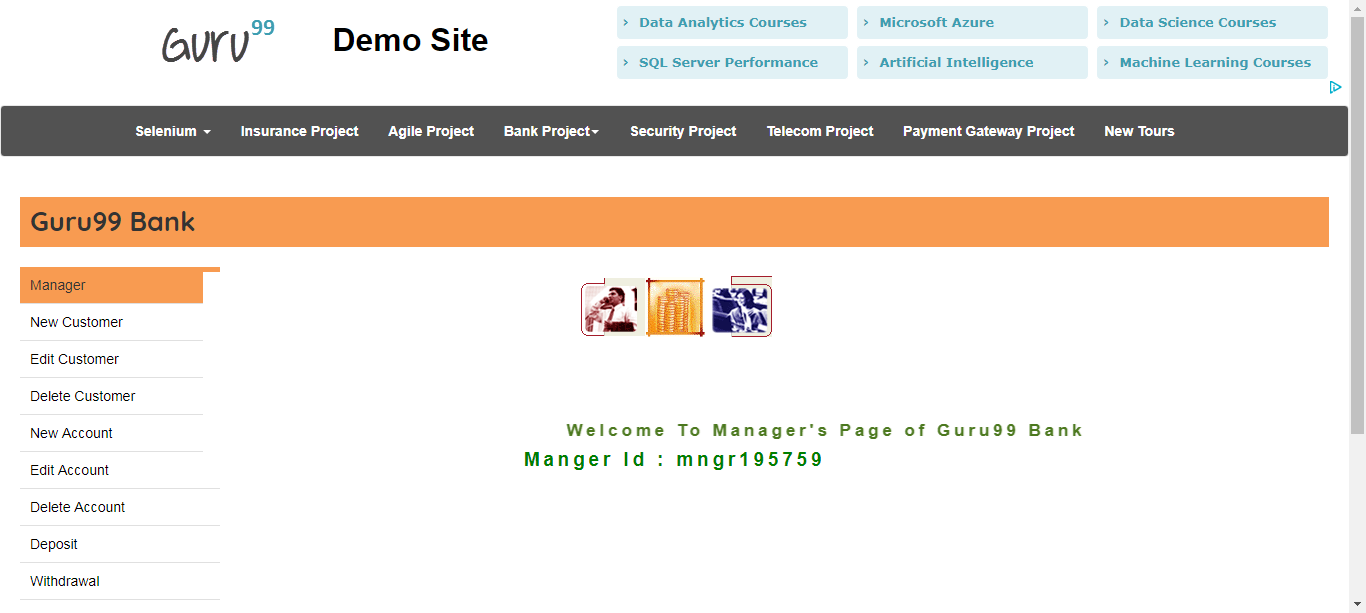 Guru99
Demo Site
› Data Analytics Courses
› Microsoft Azure
› Data Science Courses
› SQL Server Performance
› Artificial Intelligence
› Machine Learning Courses
Selenium Insurance Project Agile Project Bank Project Security Project Telecom Project Payment Gateway Project New Tours
Guru99 Bank
Manager
New Customer
Edit Customer
Delete Customer
New Account
Edit Account
Delete Account
Deposit
Withdrawal
Welcome To Manager's Page of Guru99 Bank
Manger Id : mngr195759